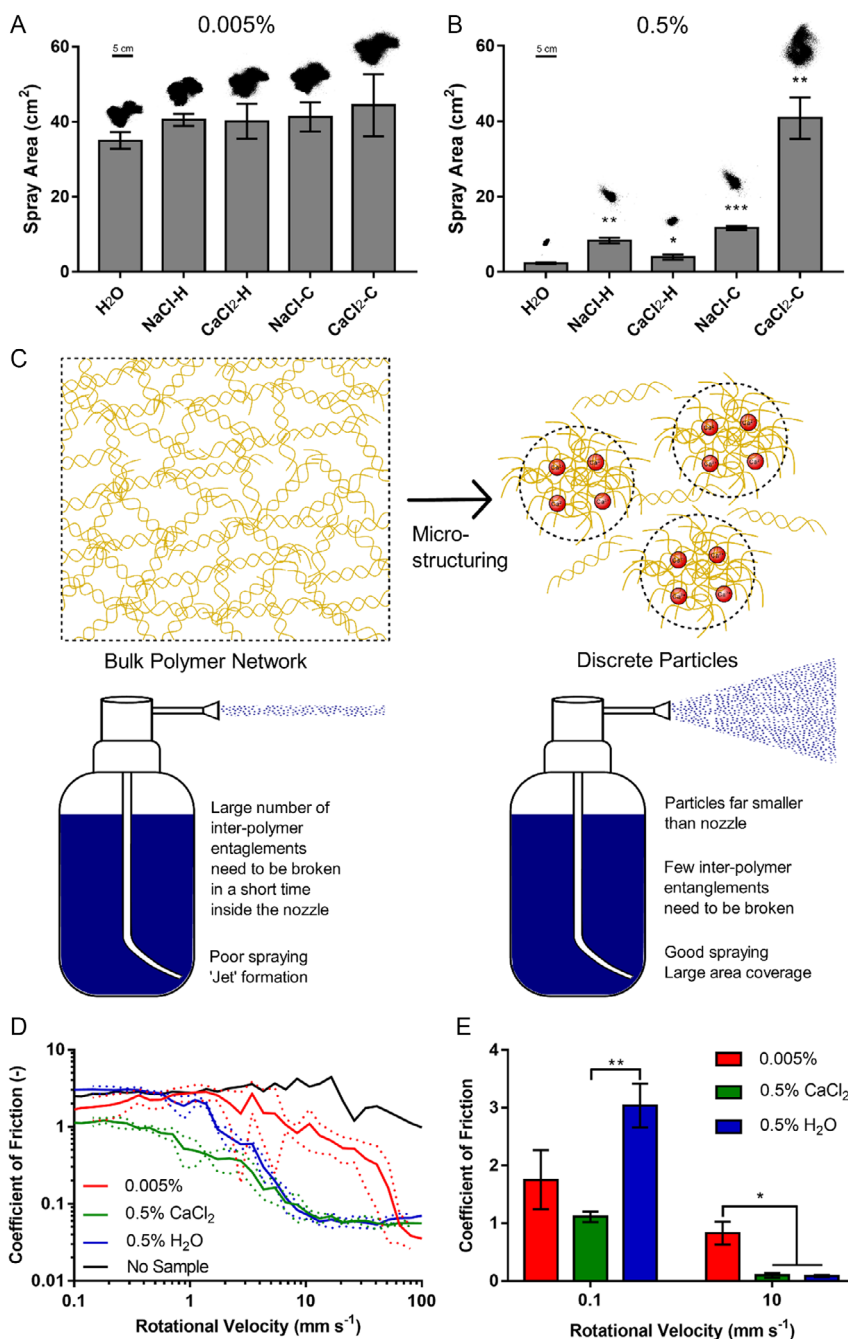 A
0.005%
5 cm
Spray Area (cm²)
60
40
20
0
H₂O
NaCl-H
CaCl₂-H
NaCl-C
CaCl₂-C
B
0.5%
5 cm
Spray Area (cm²)
60
40
20
0
**
*
***
**
H₂O
NaCl-H
CaCl₂-H
NaCl-C
CaCl₂-C
C
Micro-
structuring
Bulk Polymer Network
Discrete Particles
Large number of
inter-polymer
entaglements
need to be broken
in a short time
inside the nozzle
Poor spraying
'Jet' formation
Particles far smaller
than nozzle
Few inter-polymer
entanglements
need to be broken
Good spraying
Large area coverage
D
Coefficient of Friction (-)
10
1
0.1
0.01
0.005%
0.5% CaCl₂
0.5% H₂O
No Sample
0.1
1
10
100
Rotational Velocity (mm s⁻¹)
E
Coefficient of Friction
4
3
2
1
0
**
*
0.005%
0.5% CaCl₂
0.5% H₂O
0.1
10
Rotational Velocity (mm s⁻¹)